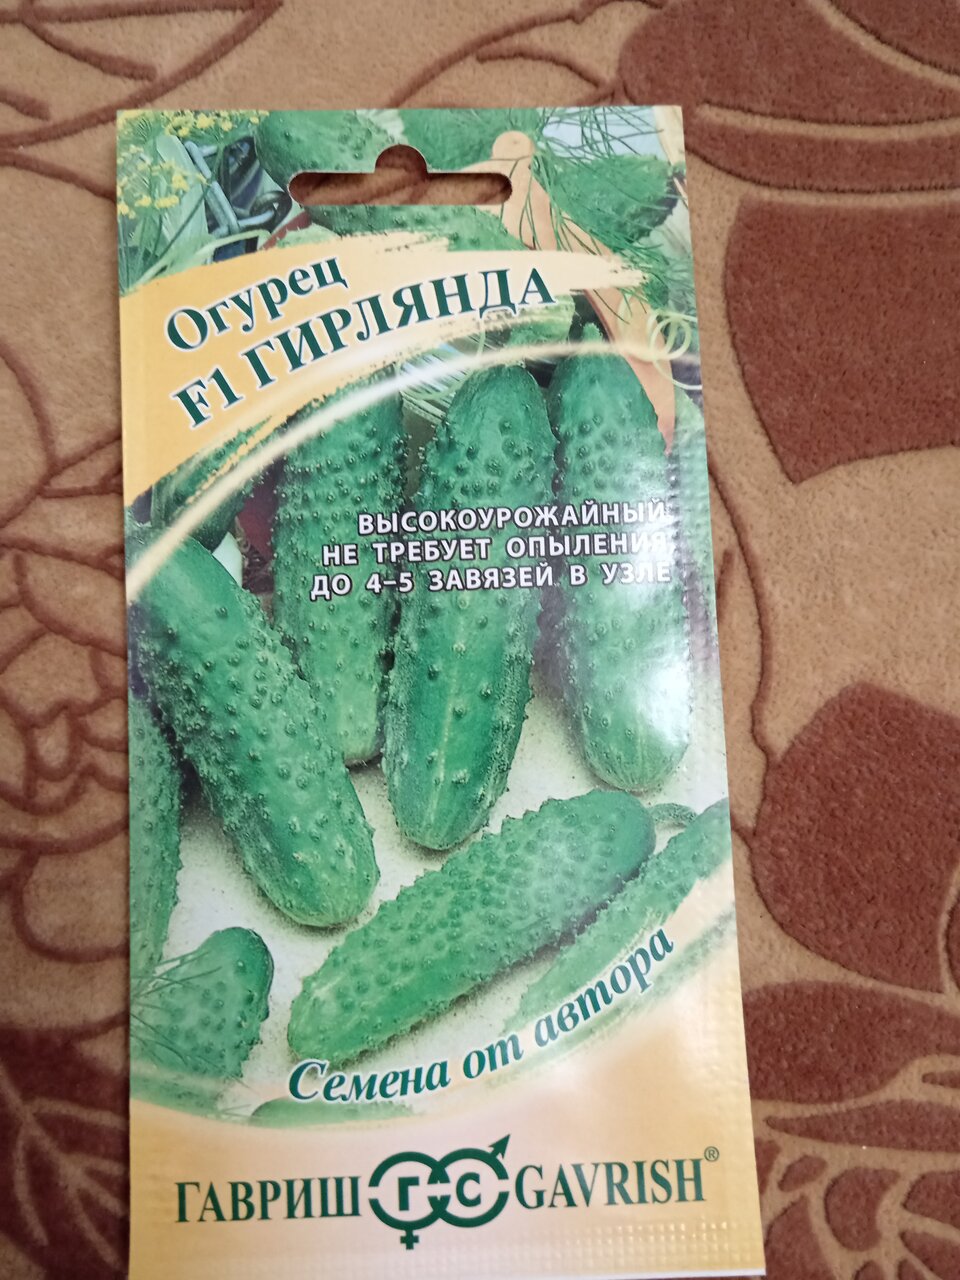 Огурец
F1 ГИРЛЯНДА
ВЫСОКОУРОЖАЙНЫЙ
НЕ ТРЕБУЕТ ОПЫЛЕНИЯ
ДО 4-5 ЗАВЯЗЕЙ В УЗЛЕ
Семена от автора
ГАВРИШ ГС GAVRISH®